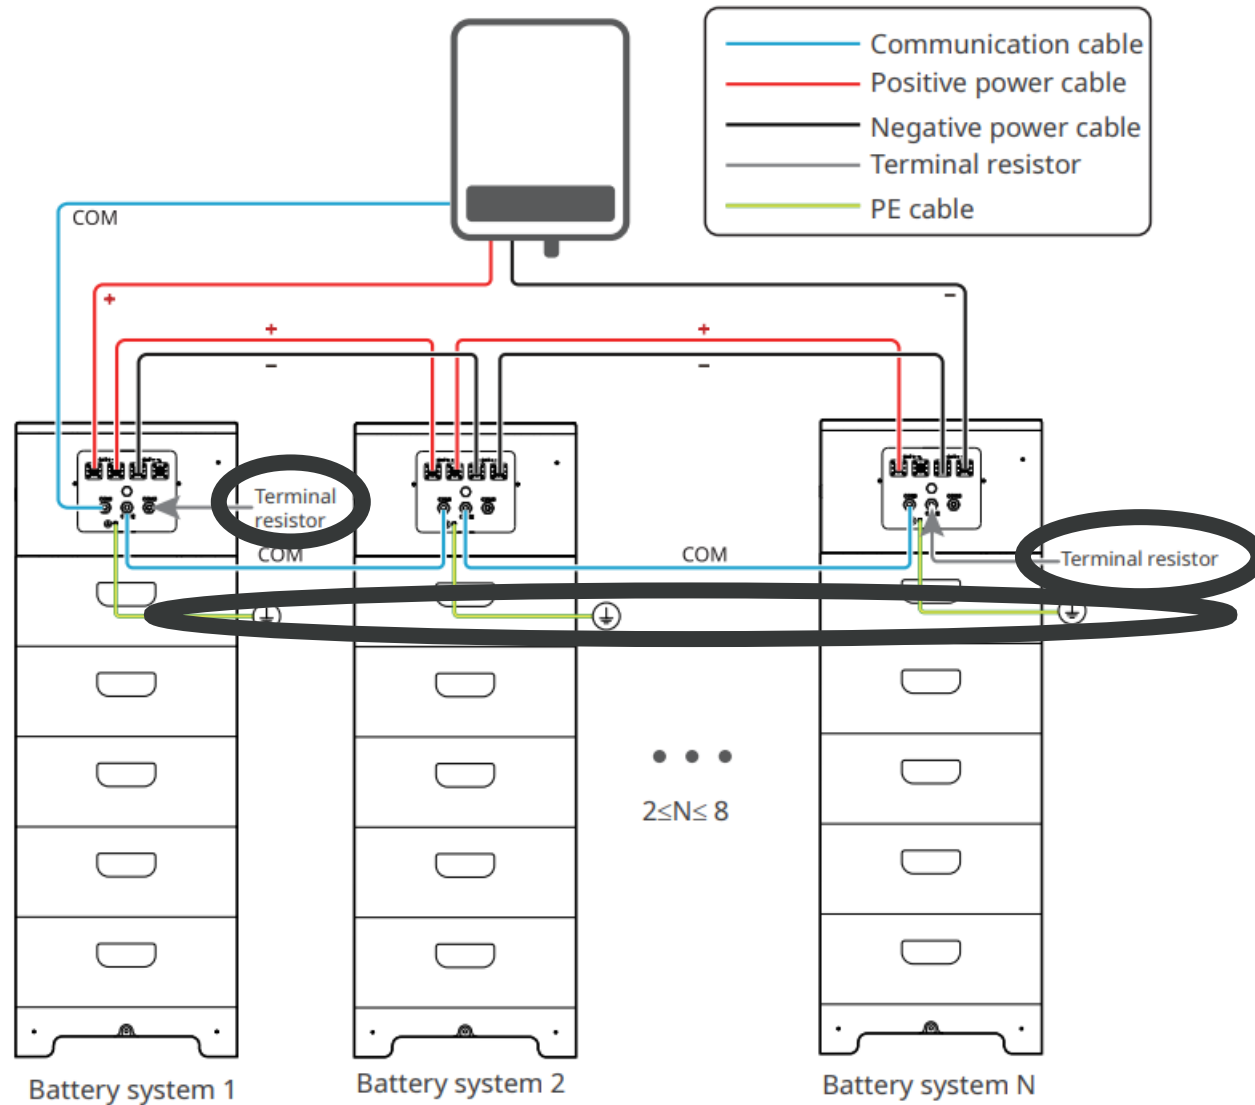 Communication cable
Positive power cable
Negative power cable
Terminal resistor
PE cable
COM
+
−
+
−
+
−
Terminal
resistor
COM
COM
Terminal resistor
2≤N≤ 8
Battery system 1
Battery system 2
Battery system N